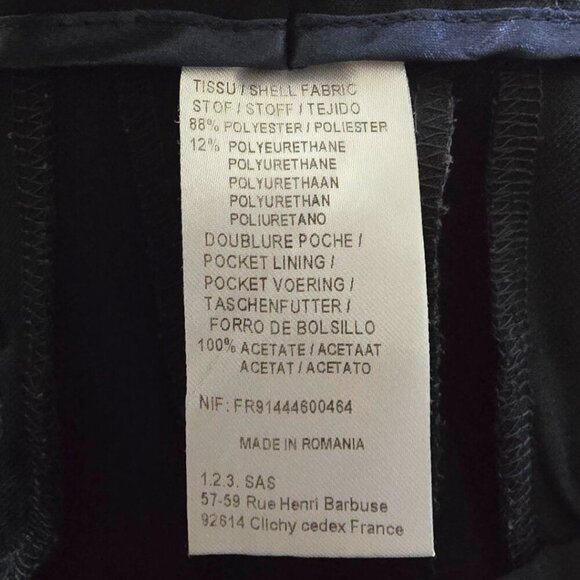 TISSU / SHELL FABRIC
STOF / STOFF / TEJIDO
88% POLYESTER / POLIESTER
12% POLYEURETHANE
POLYURETHANE
POLYURETHAAN
POLYURETHAN
POLIURETANO
DOUBLURE POCHE /
POCKET LINING /
POCKET VOERING /
TASCHENFUTTER /
FORRO DE BOLSILLO
100% ACETATE / ACETAAT
ACETAT / ACETATO
NIF: FR91444600464
MADE IN ROMANIA
1.2.3. SAS
57-59 Rue Henri Barbuse
92614 Clichy cedex France